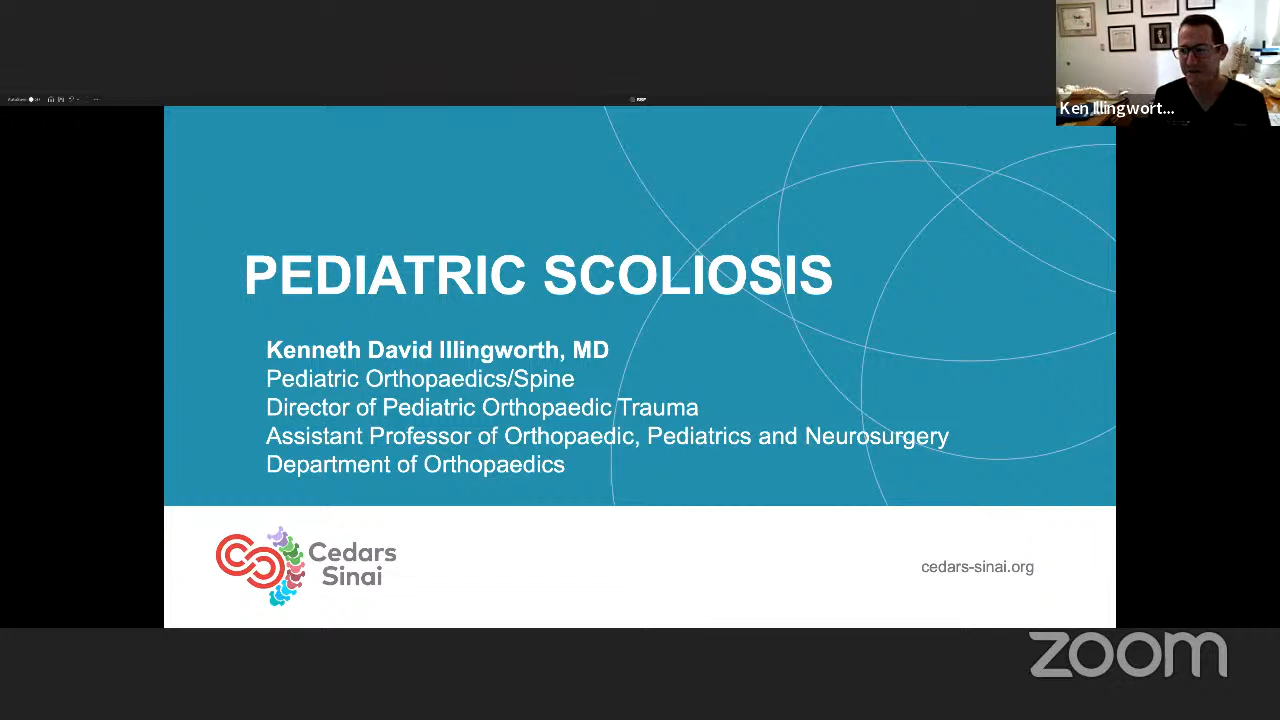 Ken Illingwort...
PEDIATRIC SCOLIOSIS
Kenneth David Illingworth, MD
Pediatric Orthopaedics/Spine
Director of Pediatric Orthopaedic Trauma
Assistant Professor of Orthopaedic, Pediatrics and Neurosurgery
Department of Orthopaedics
Cedars
Sinai
cedars-sinai.org
zoom